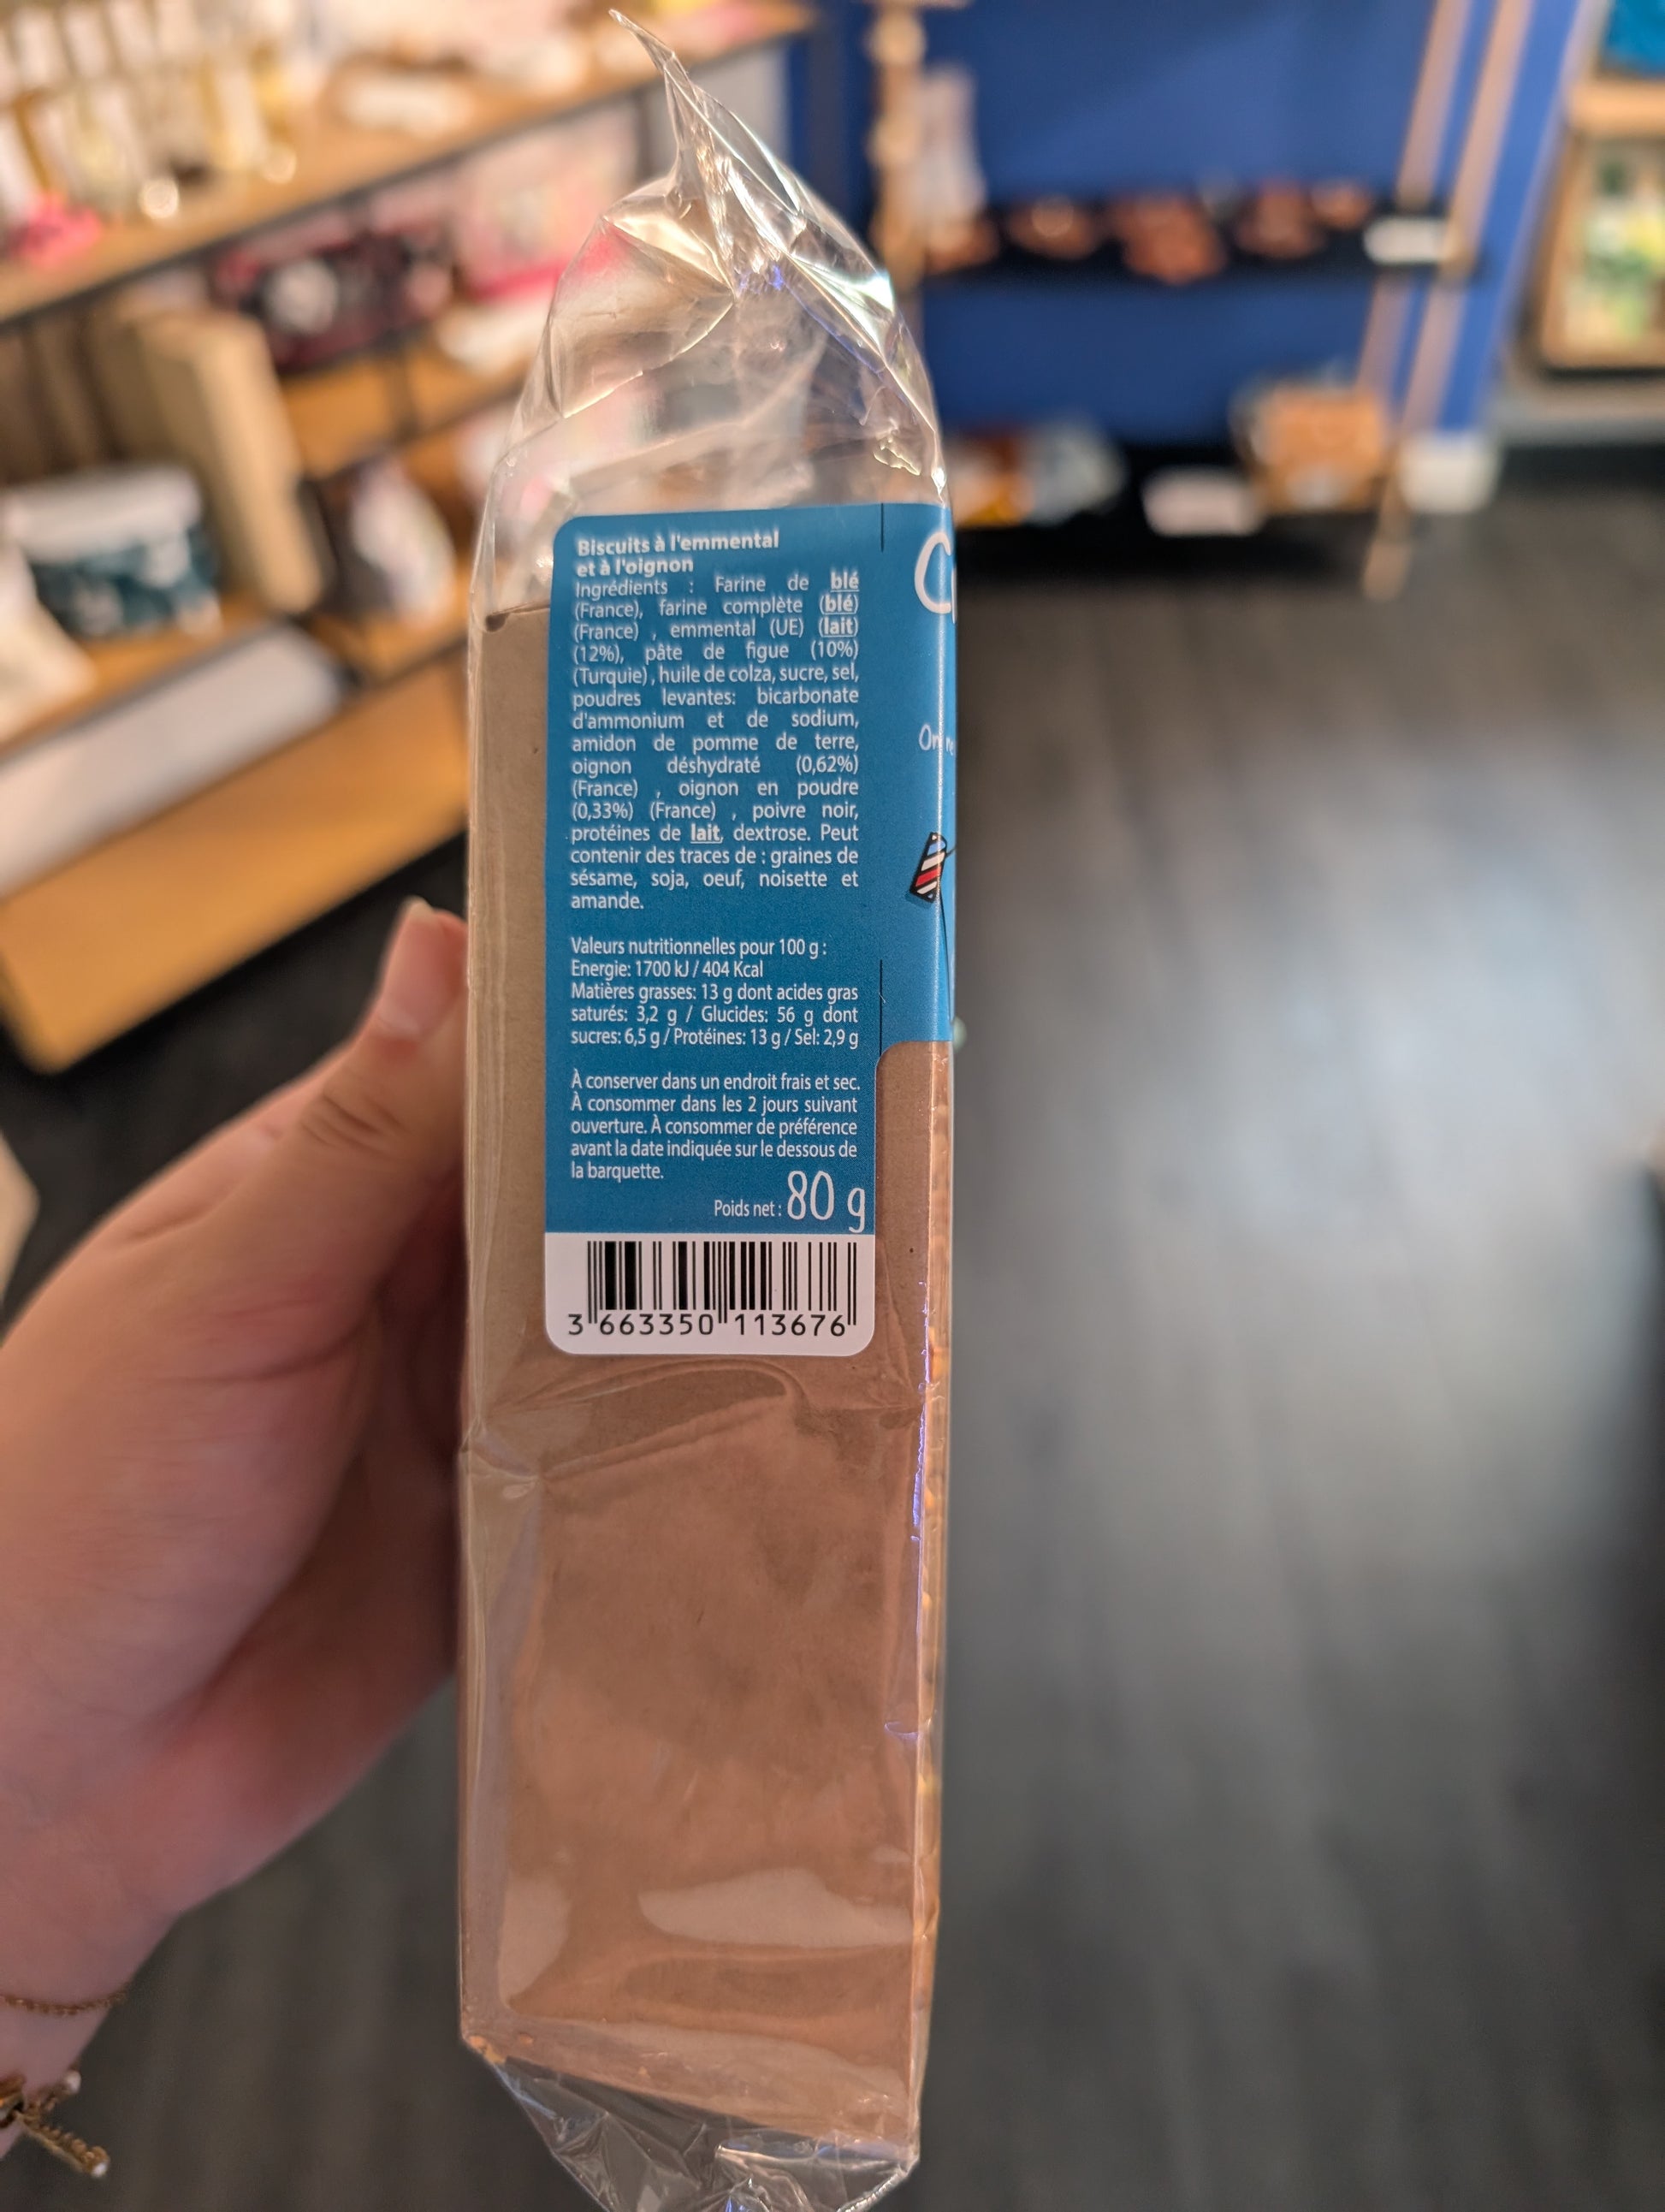 Biscuits à l'emmental
et à l'oignon
Ingrédients : Farine de blé
(France), farine complète (blé)
(France) , emmental (UE) (lait)
(12%), pâte de figue (10%)
(Turquie) , huile de colza, sucre, sel,
poudres levantes: bicarbonate
d'ammonium et de sodium,
amidon de pomme de terre,
oignon déshydraté (0,62%)
(France) , oignon en poudre
(0,33%) (France) , poivre noir,
protéines de lait, dextrose. Peut
contenir des traces de : graines de
sésame, soja, oeuf, noisette et
amande.
Valeurs nutritionnelles pour 100 g :
Energie: 1700 kJ / 404 Kcal
Matières grasses: 13 g dont acides gras
saturés: 3,2 g / Glucides: 56 g dont
sucres: 6,5 g / Protéines: 13 g / Sel: 2,9 g
À conserver dans un endroit frais et sec.
À consommer dans les 2 jours suivant
ouverture. À consommer de préférence
avant la date indiquée sur le dessous de
la barquette.
Poids net : 80 g
3 663350 113676